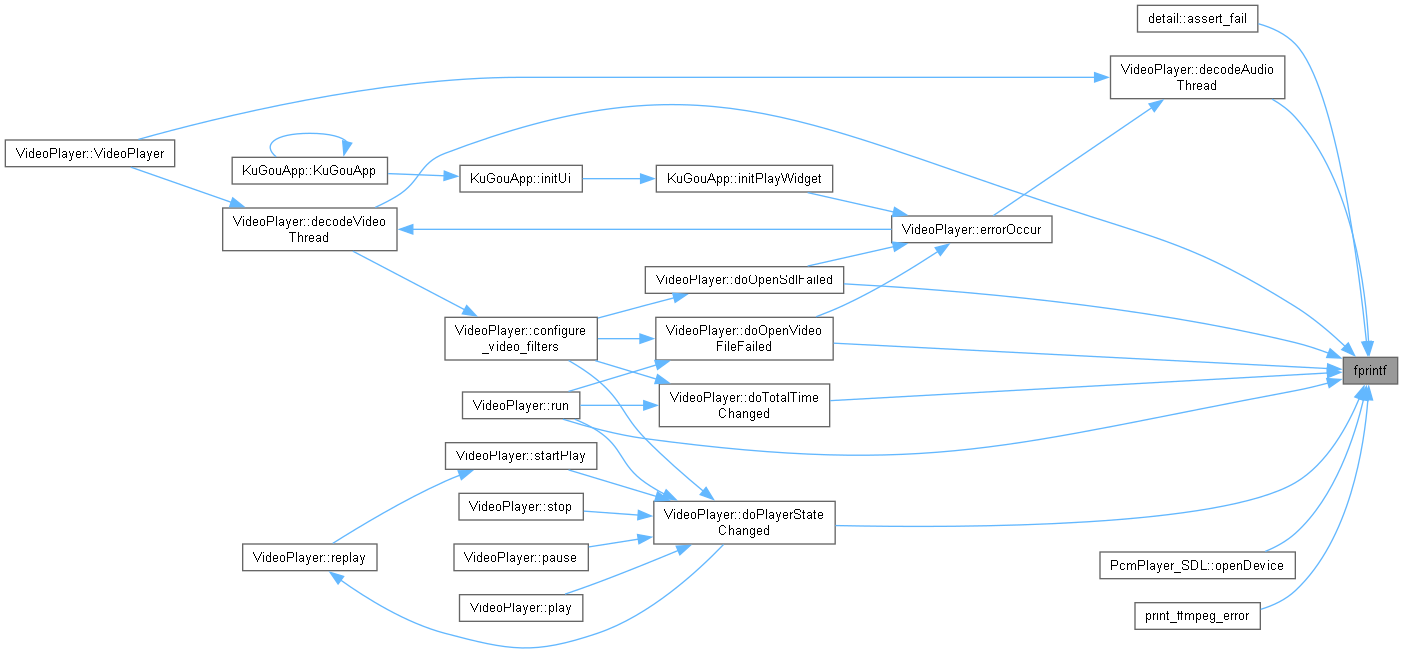 detail::assert_fail
VideoPlayer::decodeAudio
Thread
VideoPlayer::VideoPlayer
KuGouApp::KuGouApp
KuGouApp::initUi
KuGouApp::initPlayWidget
VideoPlayer::decodeVideo
Thread
VideoPlayer::errorOccur
VideoPlayer::doOpenSdlFailed
VideoPlayer::configure
_video_filters
VideoPlayer::doOpenVideo
FileFailed
fprintf
VideoPlayer::run
VideoPlayer::doTotalTime
Changed
VideoPlayer::startPlay
VideoPlayer::stop
VideoPlayer::doPlayerState
Changed
VideoPlayer::replay
VideoPlayer::pause
PcmPlayer_SDL::openDevice
VideoPlayer::play
print_ffmpeg_error